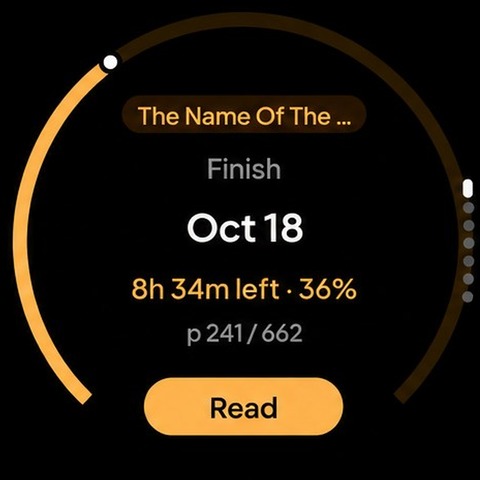 The Name Of The ...
Finish
Oct 18
8h 34m left · 36%
p 241 / 662
Read